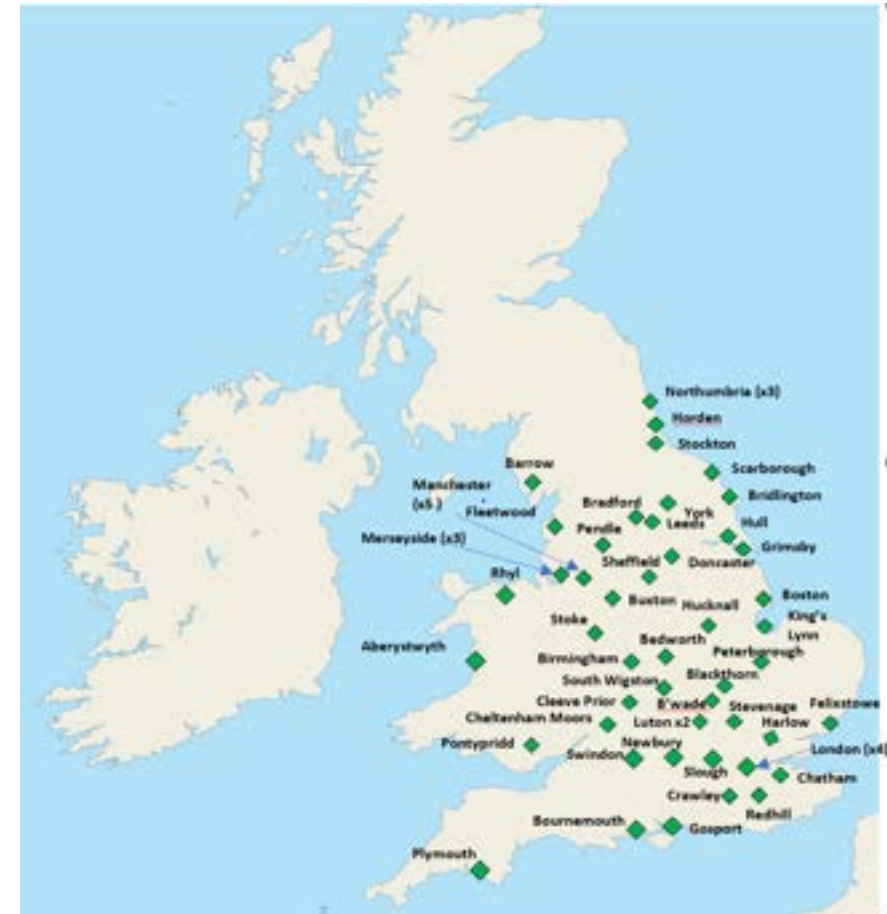 Northumbria (x3)
Horden
Stockton
Barrow
Scarborough
Manchester
(x5 )
Fleetwood
Bradford
York
Bridlington
Leeds
Hull
Merseyside (x3)
Pendle
Grimsby
Sheffield
Doncaster
Rhyl
Buxton
Hucknall
Boston
Stoke
King's
Lynn
Aberystwyth
Bedworth
Birmingham
Peterborough
South Wigston
Blackthorn
Cleeve Prior
B'wade
Stevenage
Felixstowe
Cheltenham Moors
Luton x2
Harlow
Pontypridd
Newbury
London (x4)
Swindon
Slough
Chatham
Crawley
Redhill
Bournemouth
Gosport
Plymouth